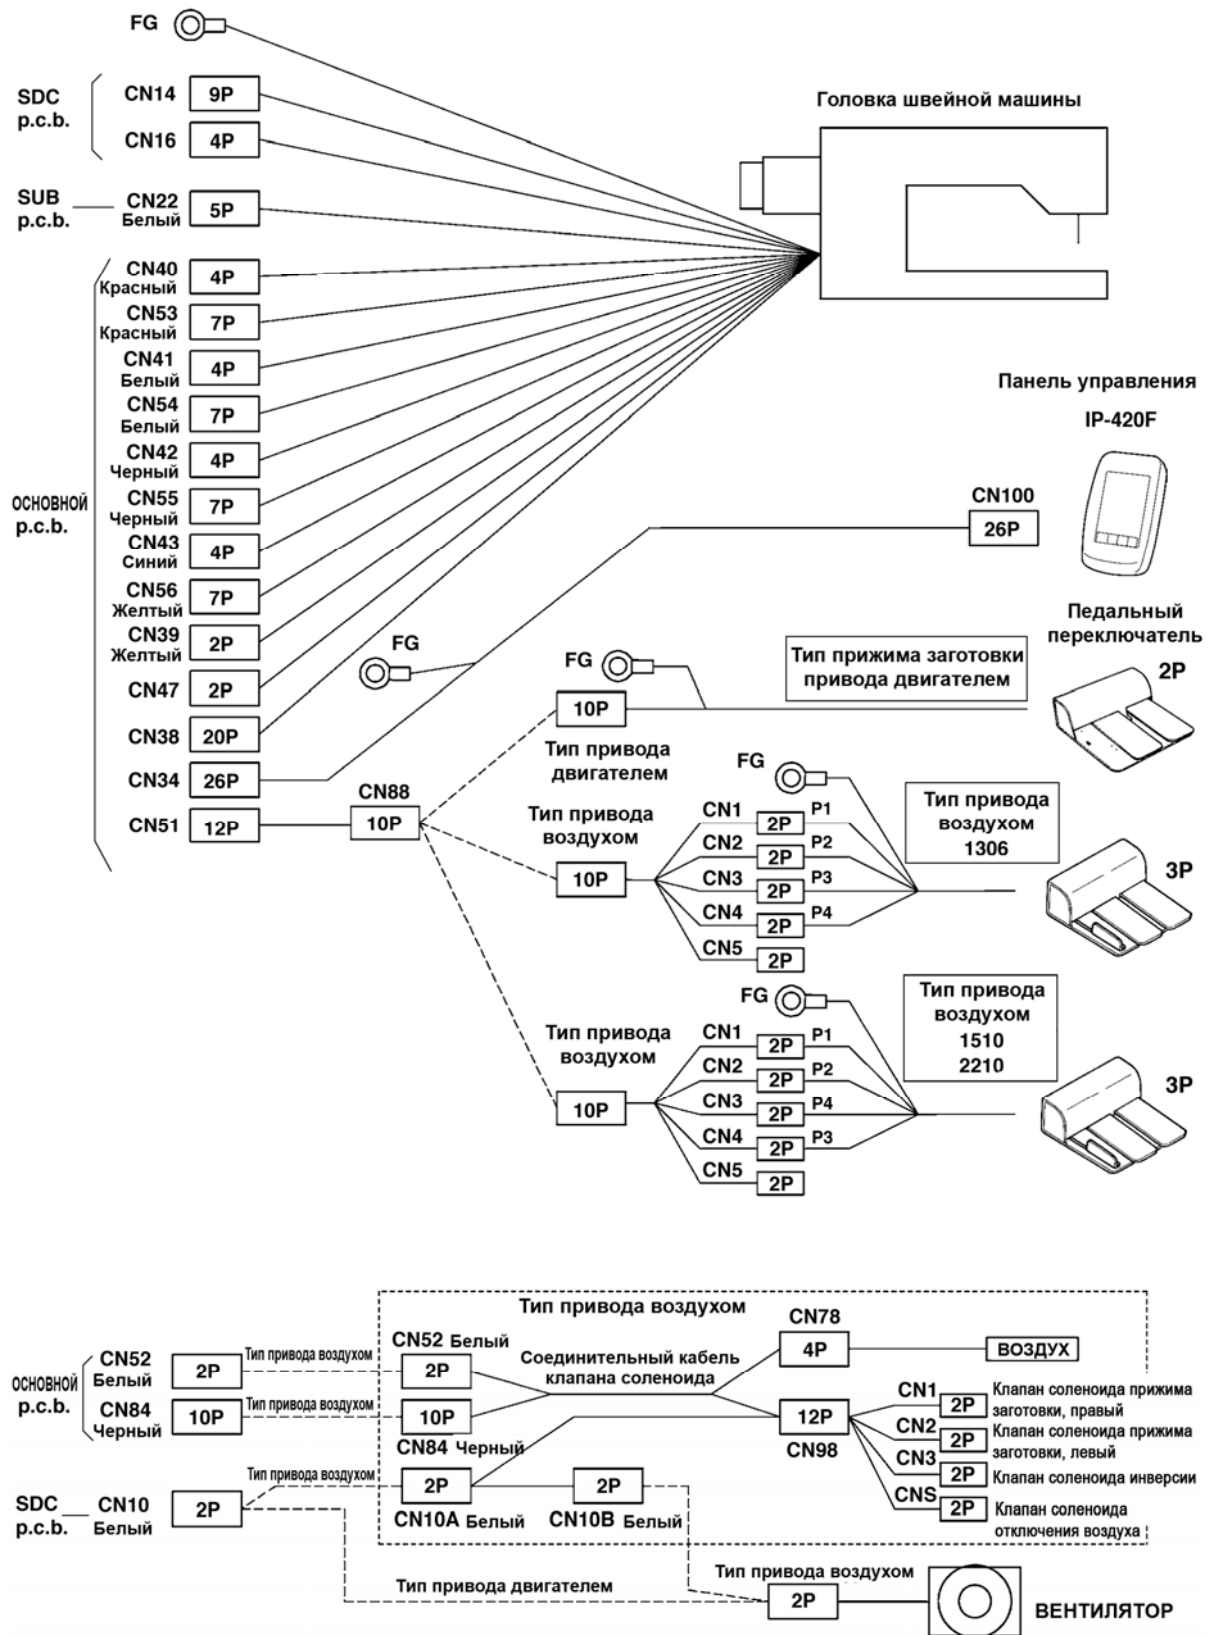 FG
SDC
p.c.b.
CN14
9P
CN16
4P
Головка швейной машины
SUB
p.c.b.
CN22
Белый
5P
ОСНОВНОЙ
p.c.b.
CN40
Красный
4P
CN53
Красный
7P
CN41
Белый
4P
CN54
Белый
7P
CN42
Черный
4P
CN55
Черный
7P
CN43
Синий
4P
CN56
Желтый
7P
CN39
Желтый
2P
CN47
2P
CN38
20P
CN34
26P
CN51
12P
Панель управления
IP-420F
CN100
26P
FG
CN88
10P
Педальный
переключатель
2P
FG
Тип прижима заготовки
привода двигателем
10P
Тип привода
двигателем
FG
Тип привода
воздухом
10P
CN1
2P
P1
CN2
2P
P2
CN3
2P
P3
CN4
2P
P4
CN5
2P
Тип привода
воздухом
1306
3P
FG
Тип привода
воздухом
10P
CN1
2P
P1
CN2
2P
P2
CN3
2P
P4
CN4
2P
P3
CN5
2P
Тип привода
воздухом
1510
2210
3P
Тип привода воздухом
ОСНОВНОЙ
p.c.b.
CN52
Белый
2P
Тип привода воздухом
CN52 Белый
2P
CN84
Черный
10P
Тип привода воздухом
10P
CN84 Черный
Соединительный кабель
клапана соленоида
CN78
4P
ВОЗДУХ
12P
CN98
CN1
2P
Клапан соленоида прижима
заготовки, правый
CN2
2P
Клапан соленоида прижима
заготовки, левый
CN3
2P
Клапан соленоида инверсии
CNS
2P
Клапан соленоида
отключения воздуха
SDC
p.c.b.
CN10
Белый
2P
Тип привода воздухом
2P
CN10A Белый
2P
CN10B Белый
Тип привода двигателем
Тип привода воздухом
2P
ВЕНТИЛЯТОР